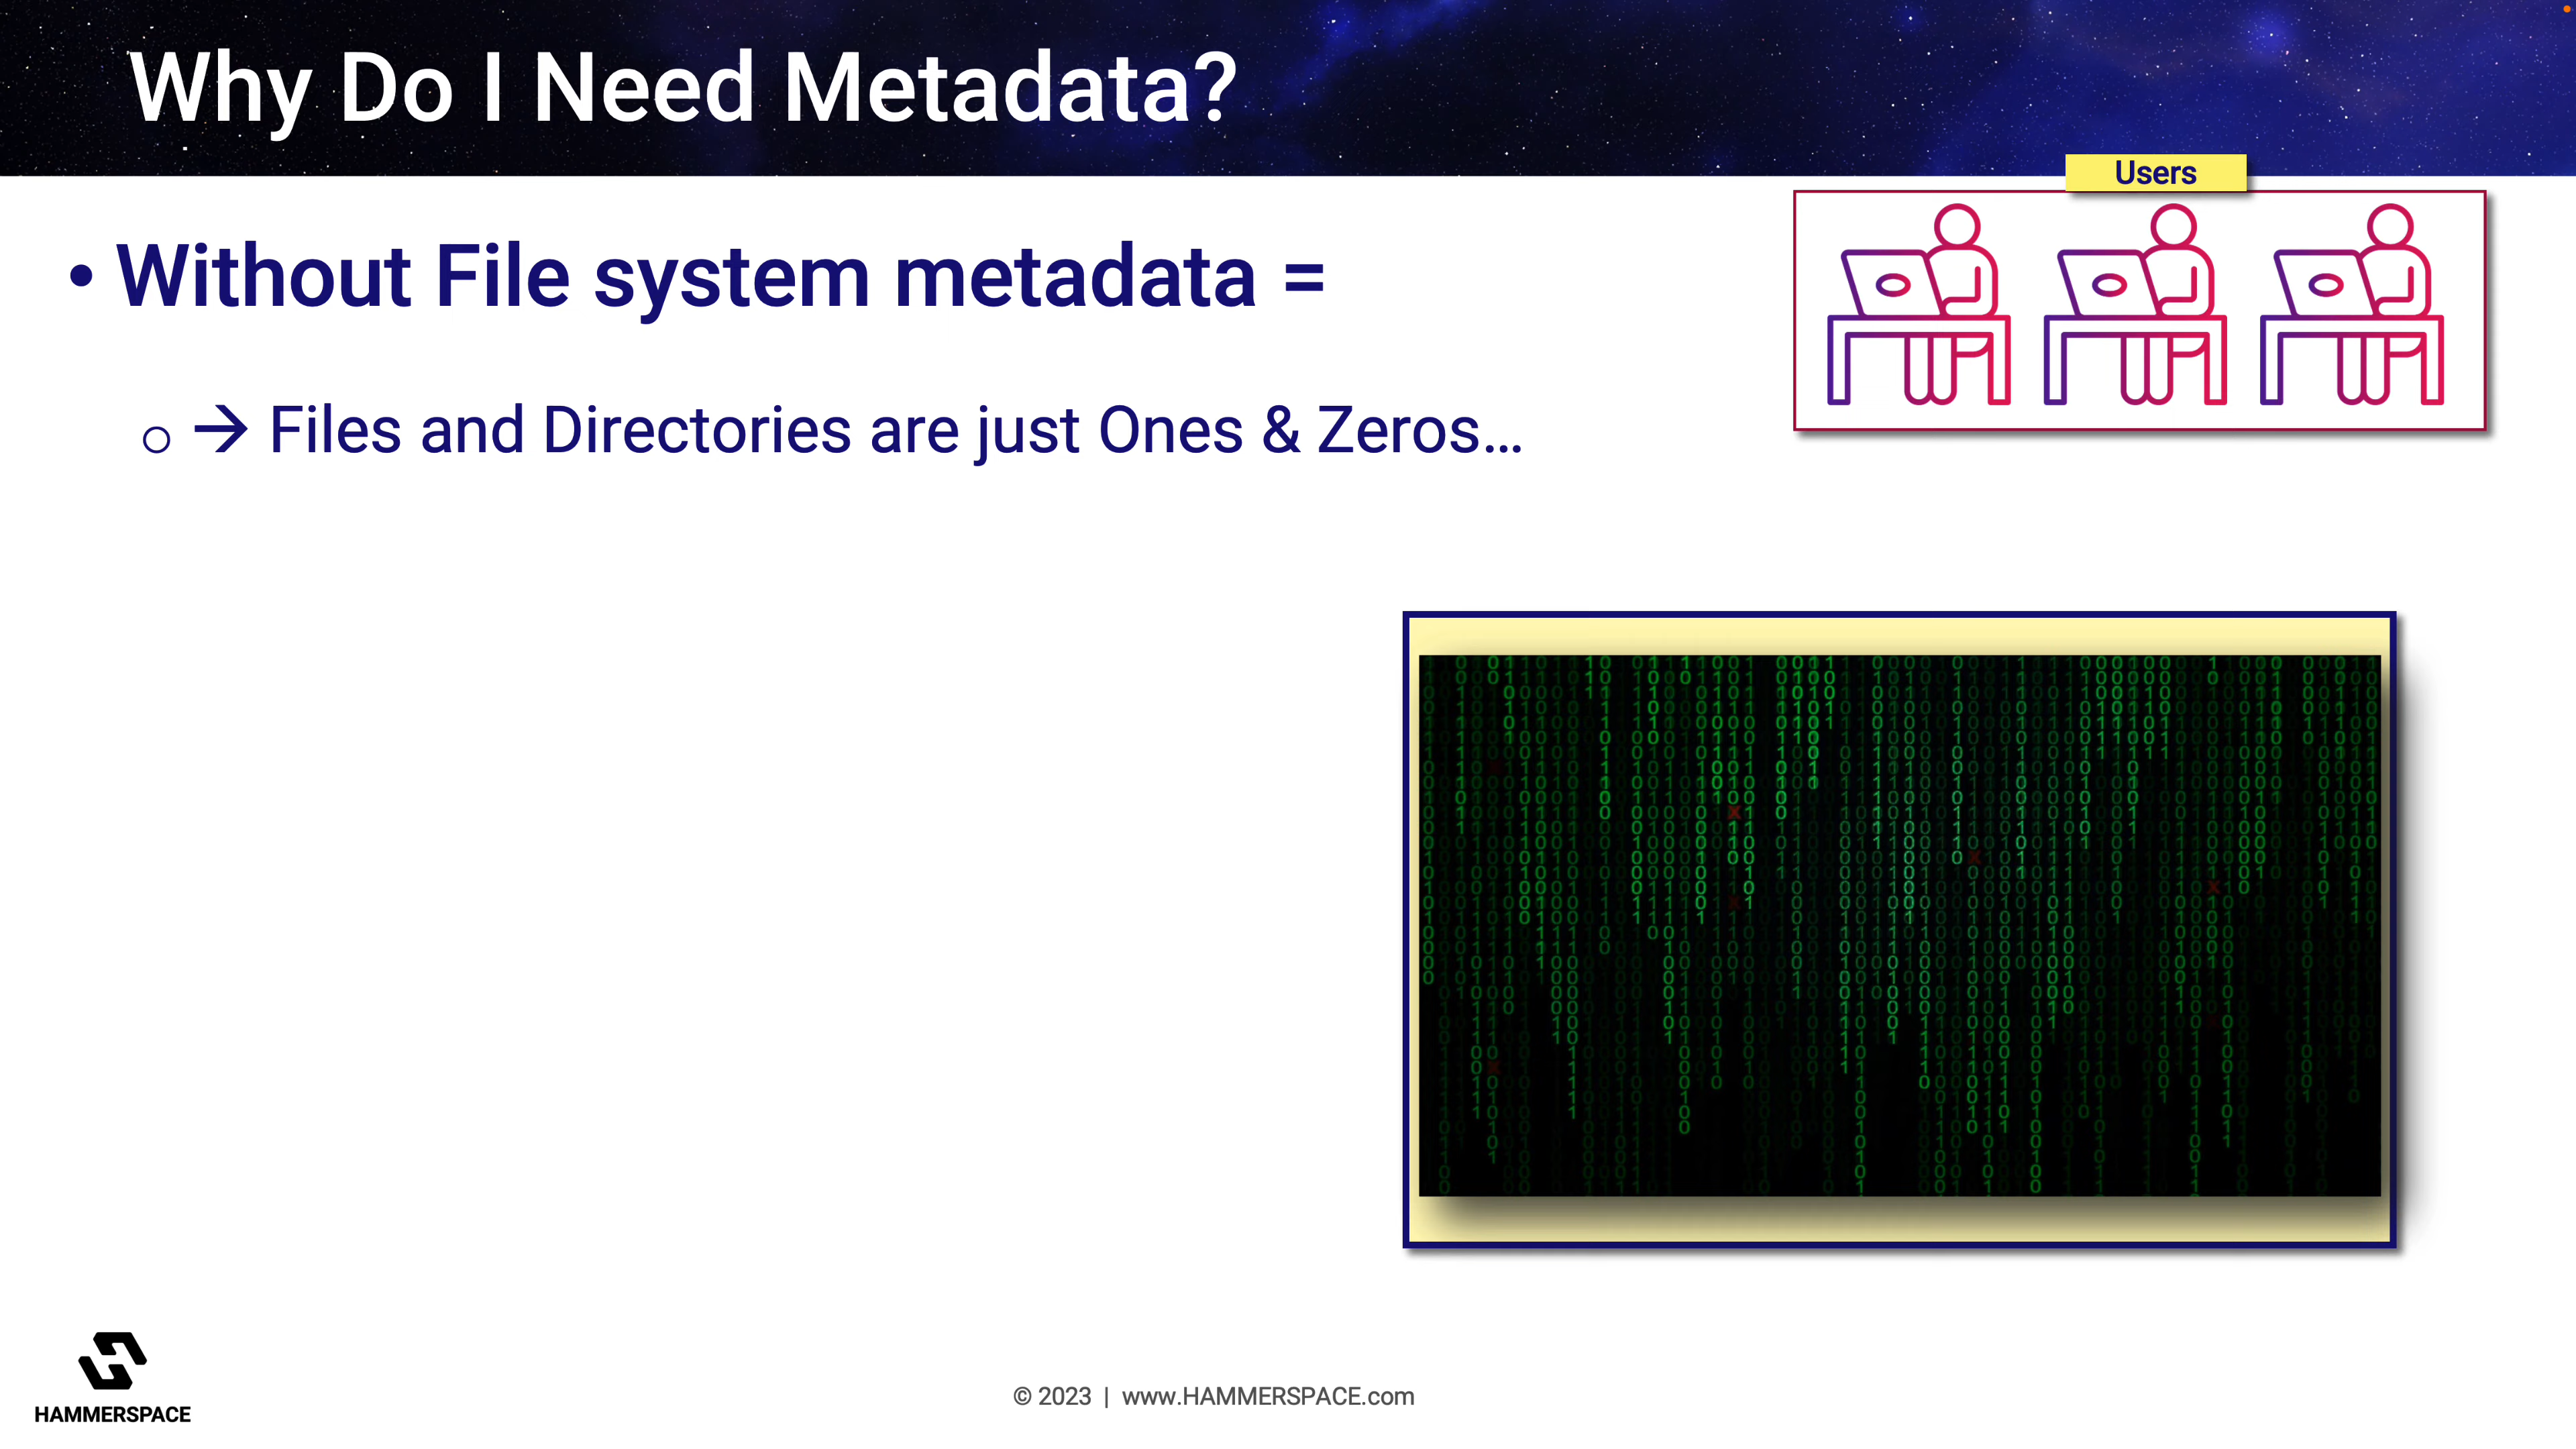 Why Do I Need Metadata?
Users
• Without File system metadata =
o → Files and Directories are just Ones & Zeros...
HAMMERSPACE
© 2023 | www.HAMMERSPACE.com